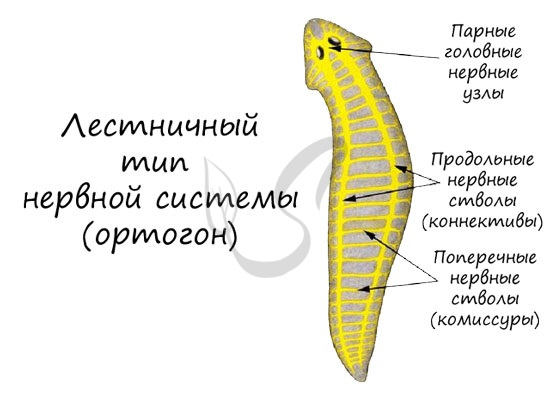 Лестничный
тип
нервной системы
(ортогон)
Парные
головные
нервные
узлы
Продольные
нервные
стволы
(коннективы)
Поперечные
нервные
стволы
(комиссуры)